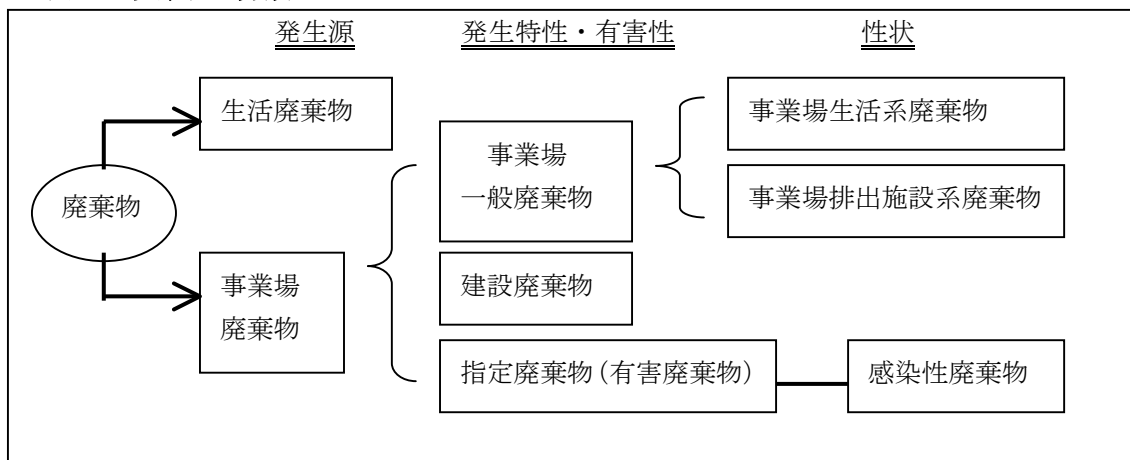 発生源
発生特性・有害性
性状
生活廃棄物
事業場生活系廃棄物
事業場
一般廃棄物
廃棄物
事業場排出施設系廃棄物
事業場
廃棄物
建設廃棄物
指定廃棄物(有害廃棄物)
感染性廃棄物